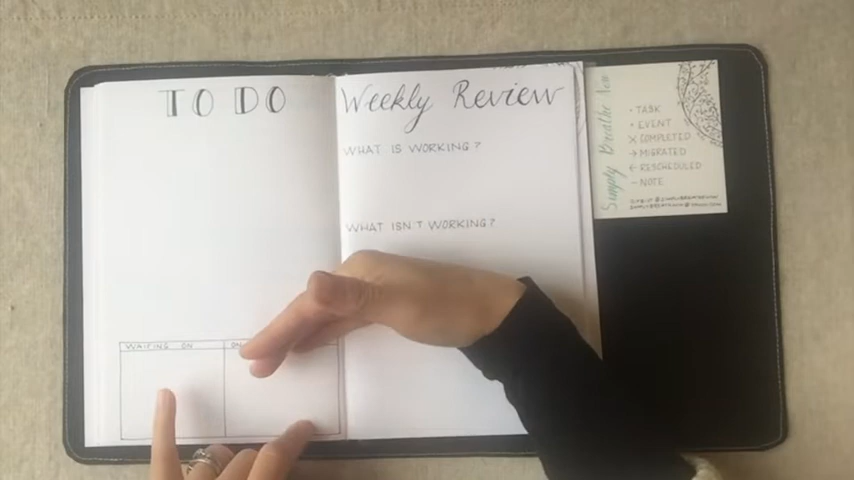 TO DO
WAITING ON
Weekly Review
WHAT IS WORKING?
WHAT ISN'T WORKING?
Simply Breathe Now
• TASK
• EVENT
X COMPLETED
→ MIGRATED
← RESCHEDULED
– NOTE